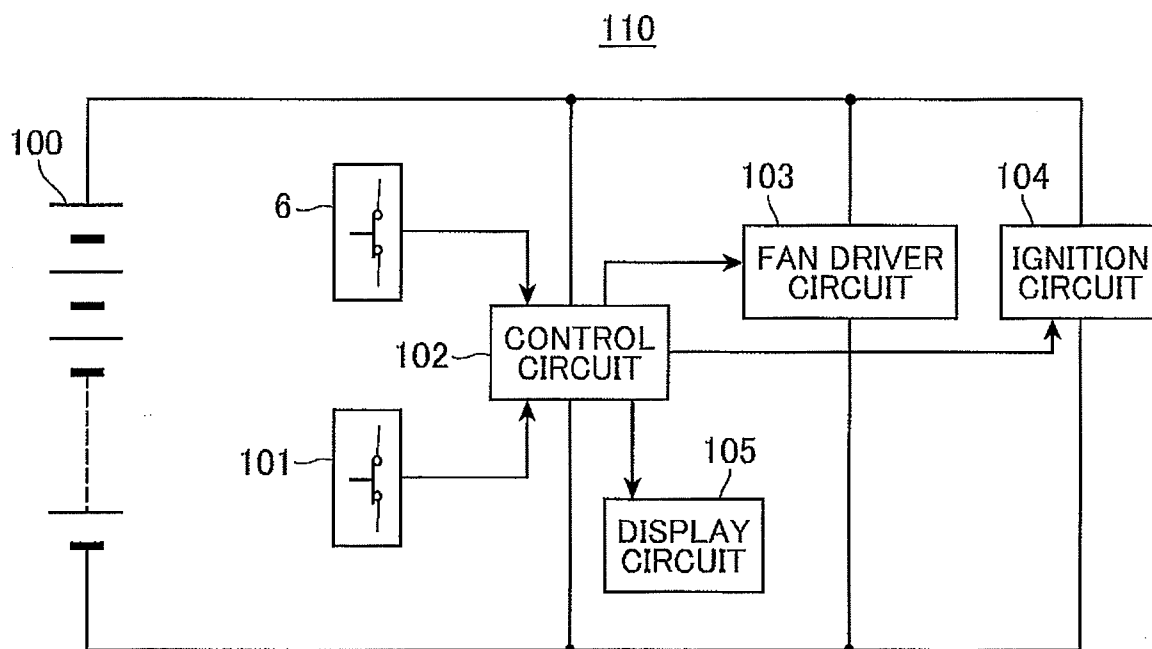 110
100
6
103
104
FAN DRIVER
CIRCUIT
IGNITION
CIRCUIT
102
CONTROL
CIRCUIT
101
105
DISPLAY
CIRCUIT